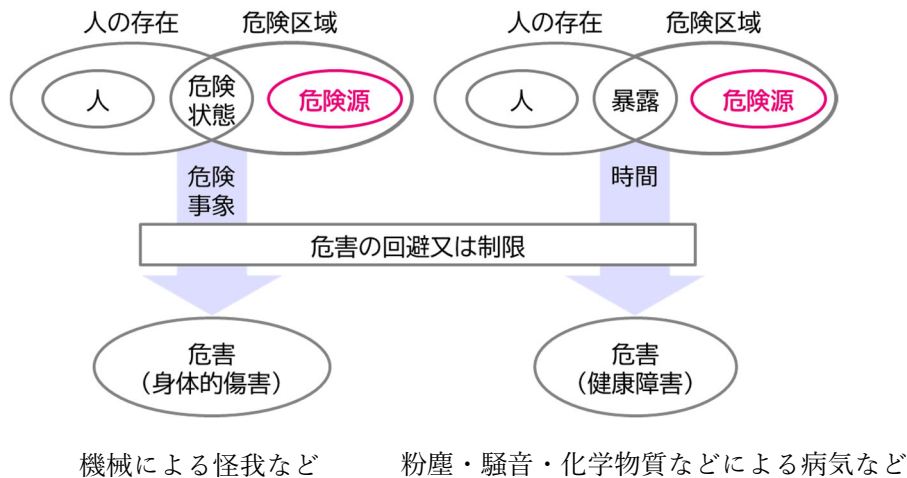 人の存在
危険区域
人
危険
状態
危険源
危険
事象
人の存在
危険区域
人
暴露
危険源
時間
危害の回避又は制限
危害
（身体的傷害）
危害
（健康障害）
機械による怪我など
粉塵・騒音・化学物質などによる病気など